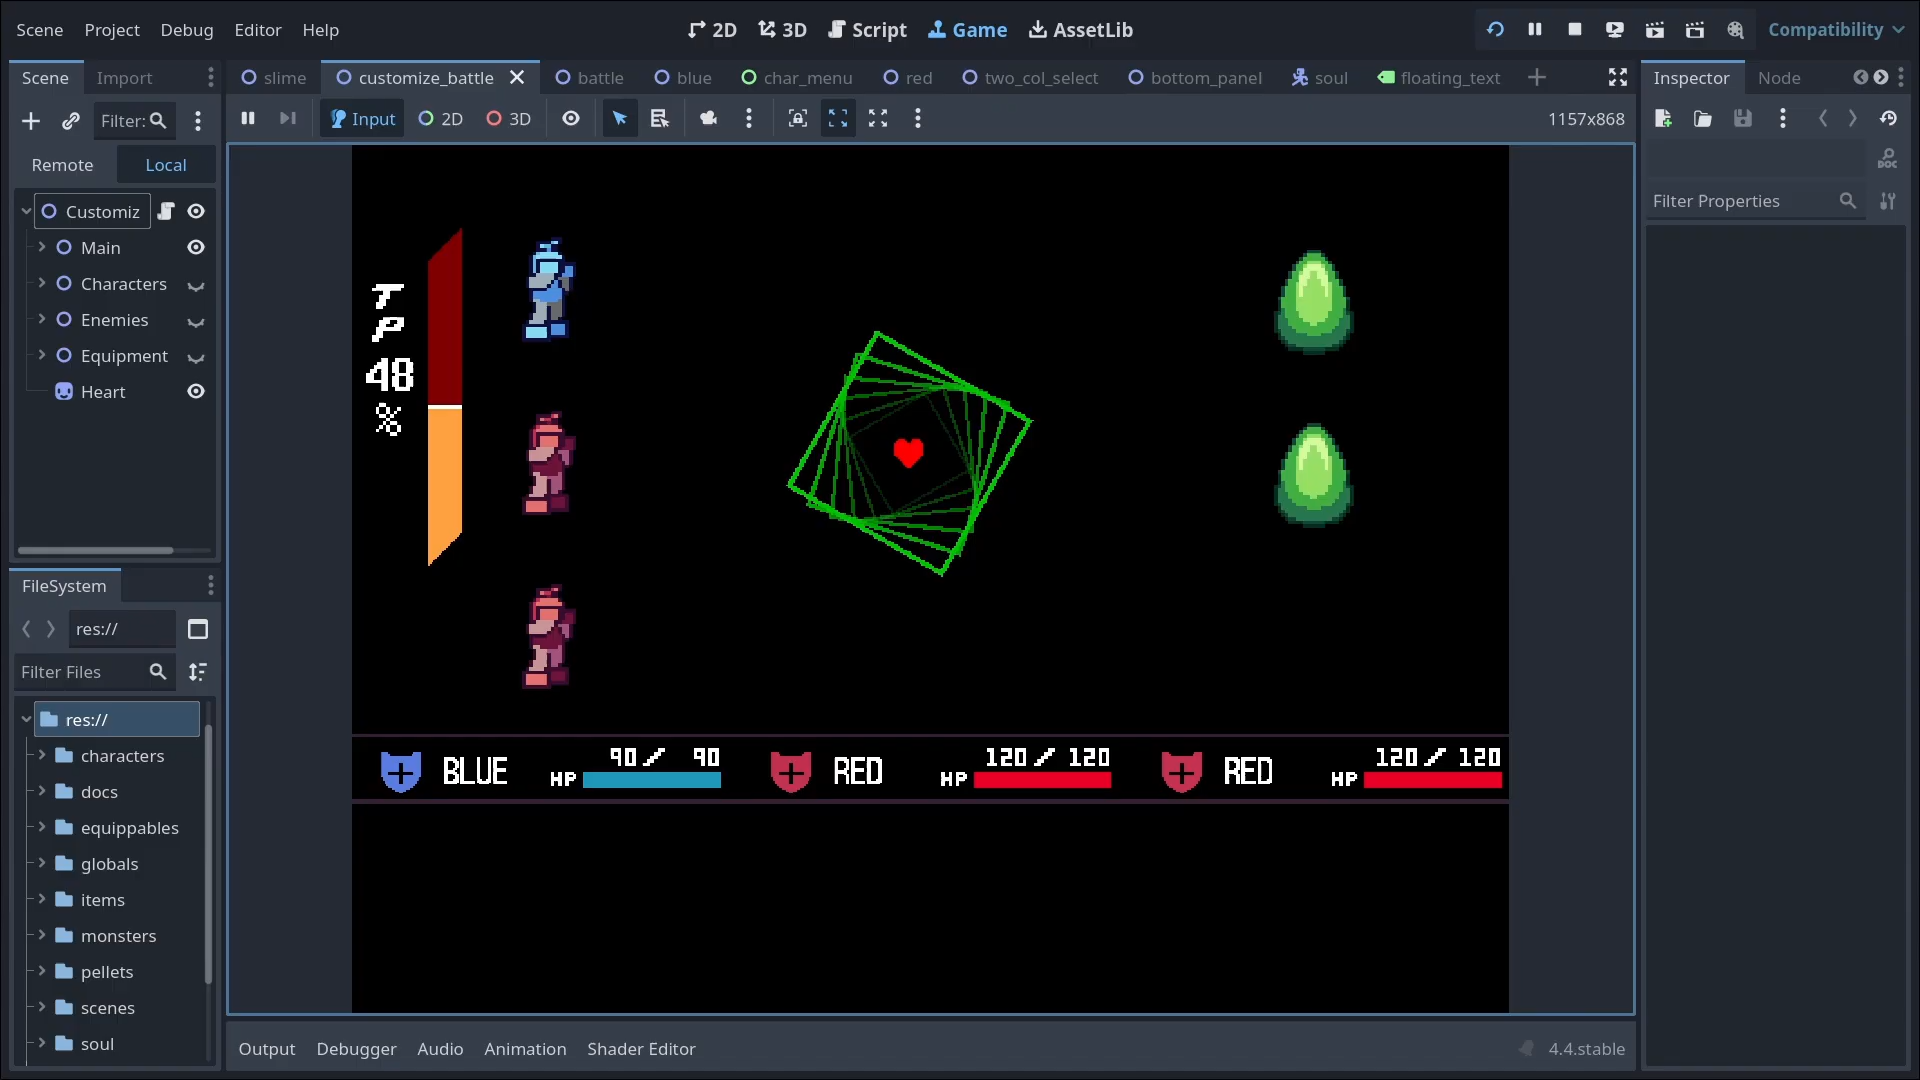 Scene Project Debug Editor Help
2D 3D Script Game AssetLib
Compatibility
Scene Import
slime customize_battle battle blue char_menu red two_col_select bottom_panel soul floating_text
Inspector Node
Filter:
Input 2D 3D
1157x868
Remote Local
DOC
Filter Properties
Customiz
Main
Characters
Enemies
Equipment
Heart
TP
48
%
FileSystem
res://
Filter Files
res://
characters
docs
equippables
globals
items
monsters
pellets
scenes
soul
BLUE HP 90 / 90
RED HP 120 / 120
RED HP 120 / 120
Output Debugger Audio Animation Shader Editor
4.4.stable